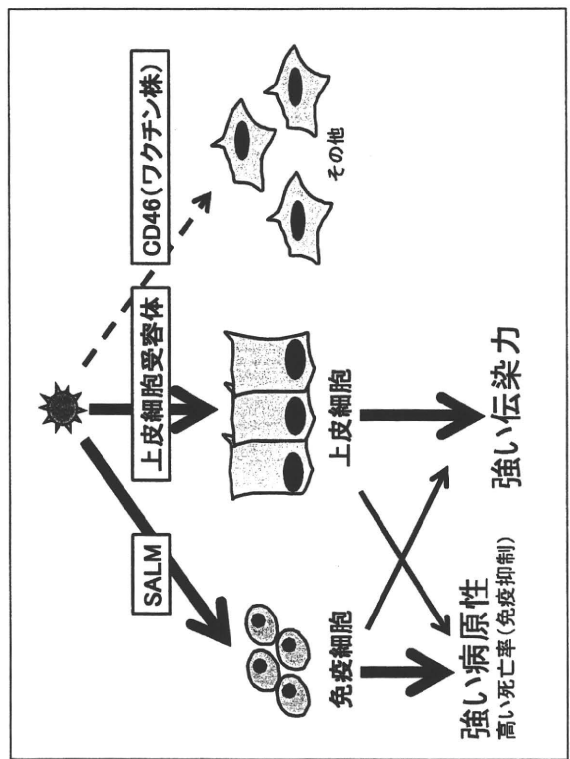 SALM
上皮細胞受容体
CD46(ワクチン株)
免疫細胞
上皮細胞
その他
強い病原性
高い死亡率(免疫抑制)
強い伝染力